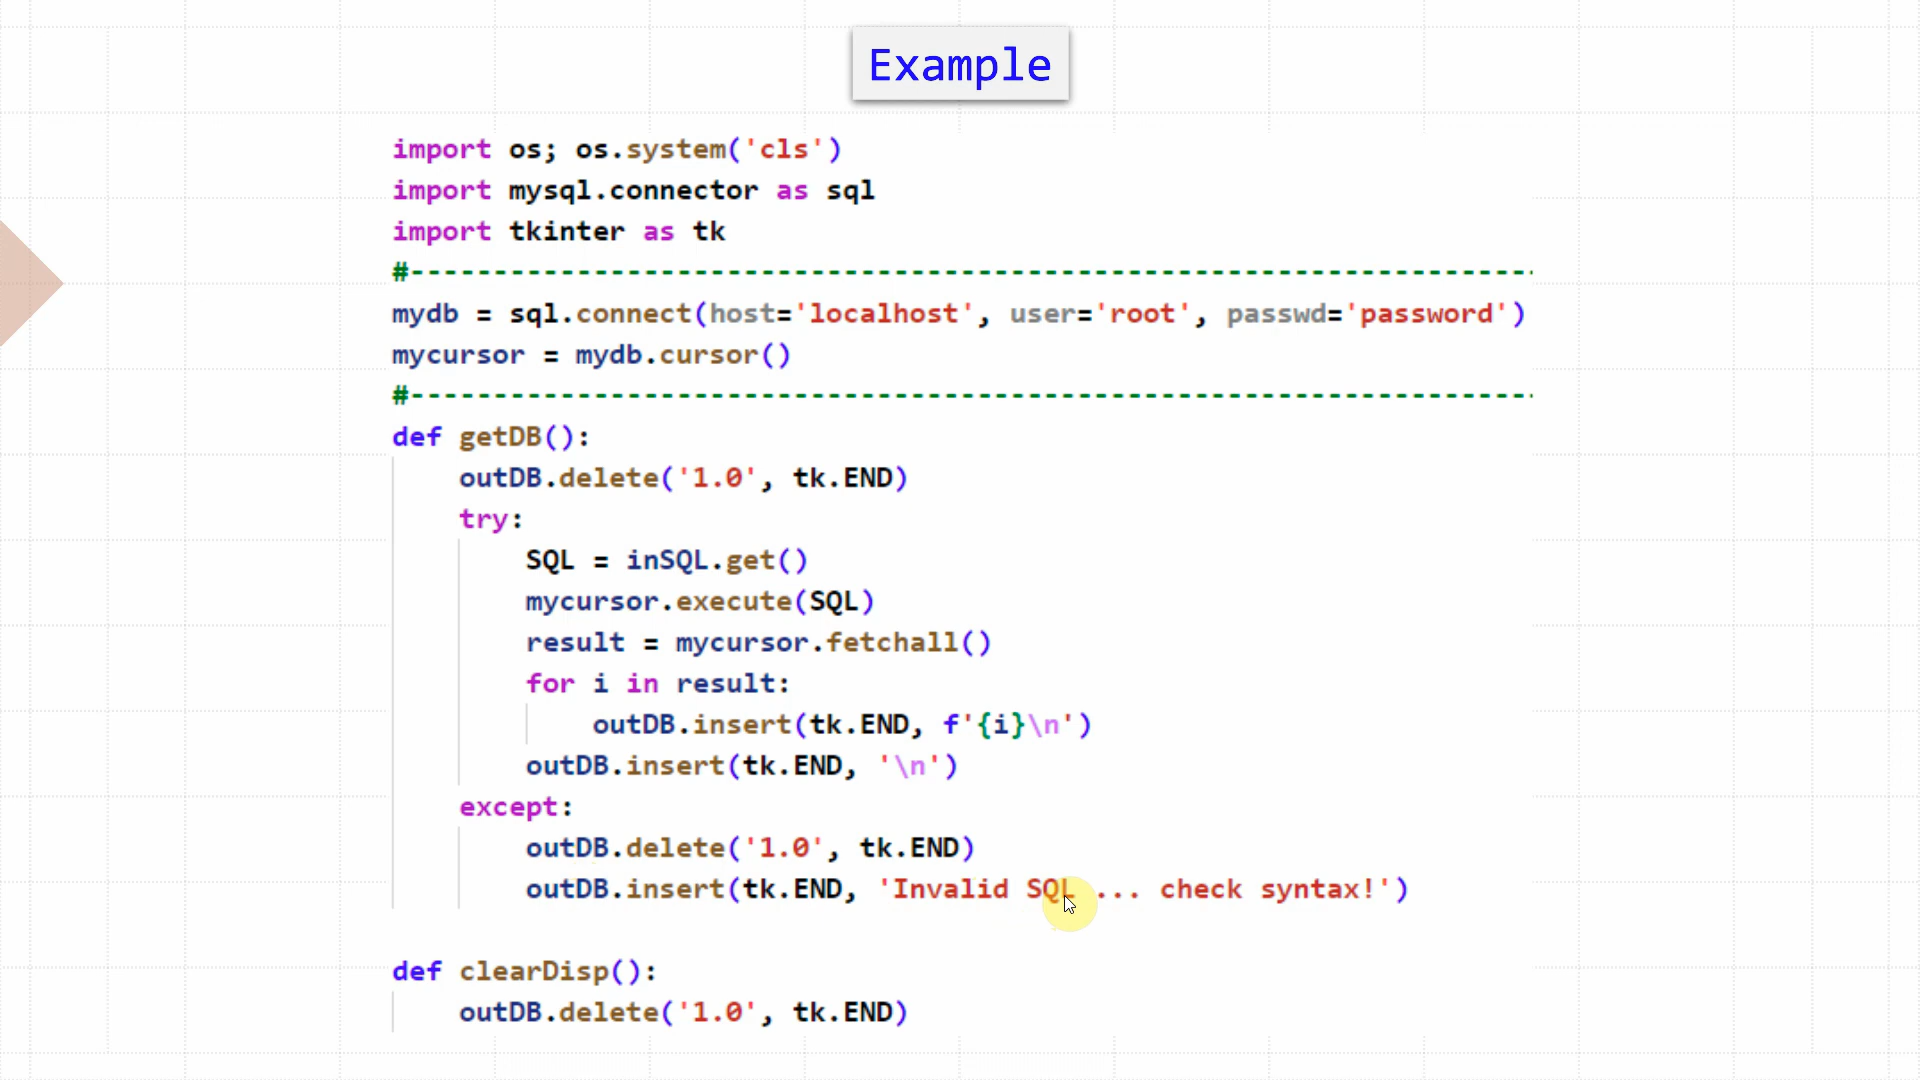 Example
import os; os.system('cls')
import mysql.connector as sql
import tkinter as tk
#--------------------------------------------------------------------
mydb = sql.connect(host='localhost', user='root', passwd='password')
mycursor = mydb.cursor()
#--------------------------------------------------------------------
def getDB():
    outDB.delete('1.0', tk.END)
    try:
        SQL = inSQL.get()
        mycursor.execute(SQL)
        result = mycursor.fetchall()
        for i in result:
            outDB.insert(tk.END, f'{i}\n')
        outDB.insert(tk.END, '\n')
    except:
        outDB.delete('1.0', tk.END)
        outDB.insert(tk.END, 'Invalid SQL ... check syntax!')
def clearDisp():
    outDB.delete('1.0', tk.END)